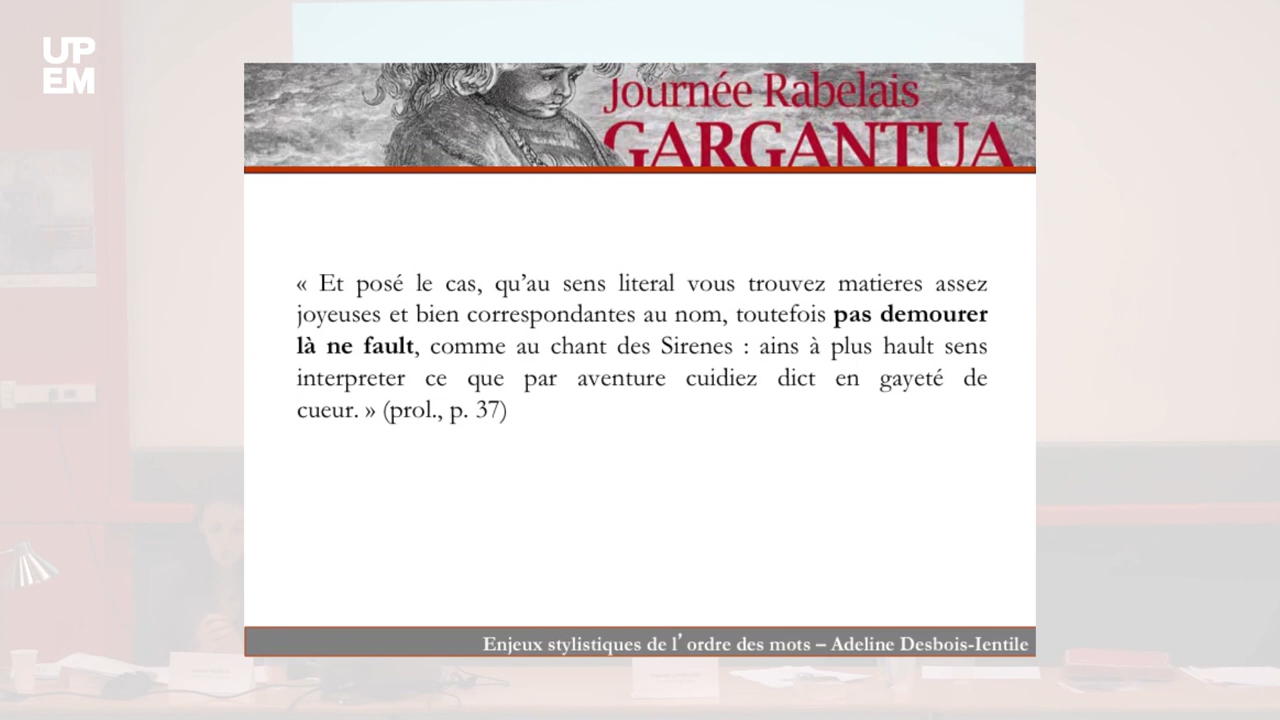 UP
EM
Journée Rabelais
GARGANTUA
« Et posé le cas, qu’au sens literal vous trouvez matieres assez
joyeuses et bien correspondantes au nom, toutefois pas demourer
là ne fault, comme au chant des Sirenes : ains à plus hault sens
interpreter ce que par aventure cuidiez dict en gayeté de
cueur. » (prol., p. 37)
Enjeux stylistiques de l’ordre des mots – Adeline Desbois-Ientile